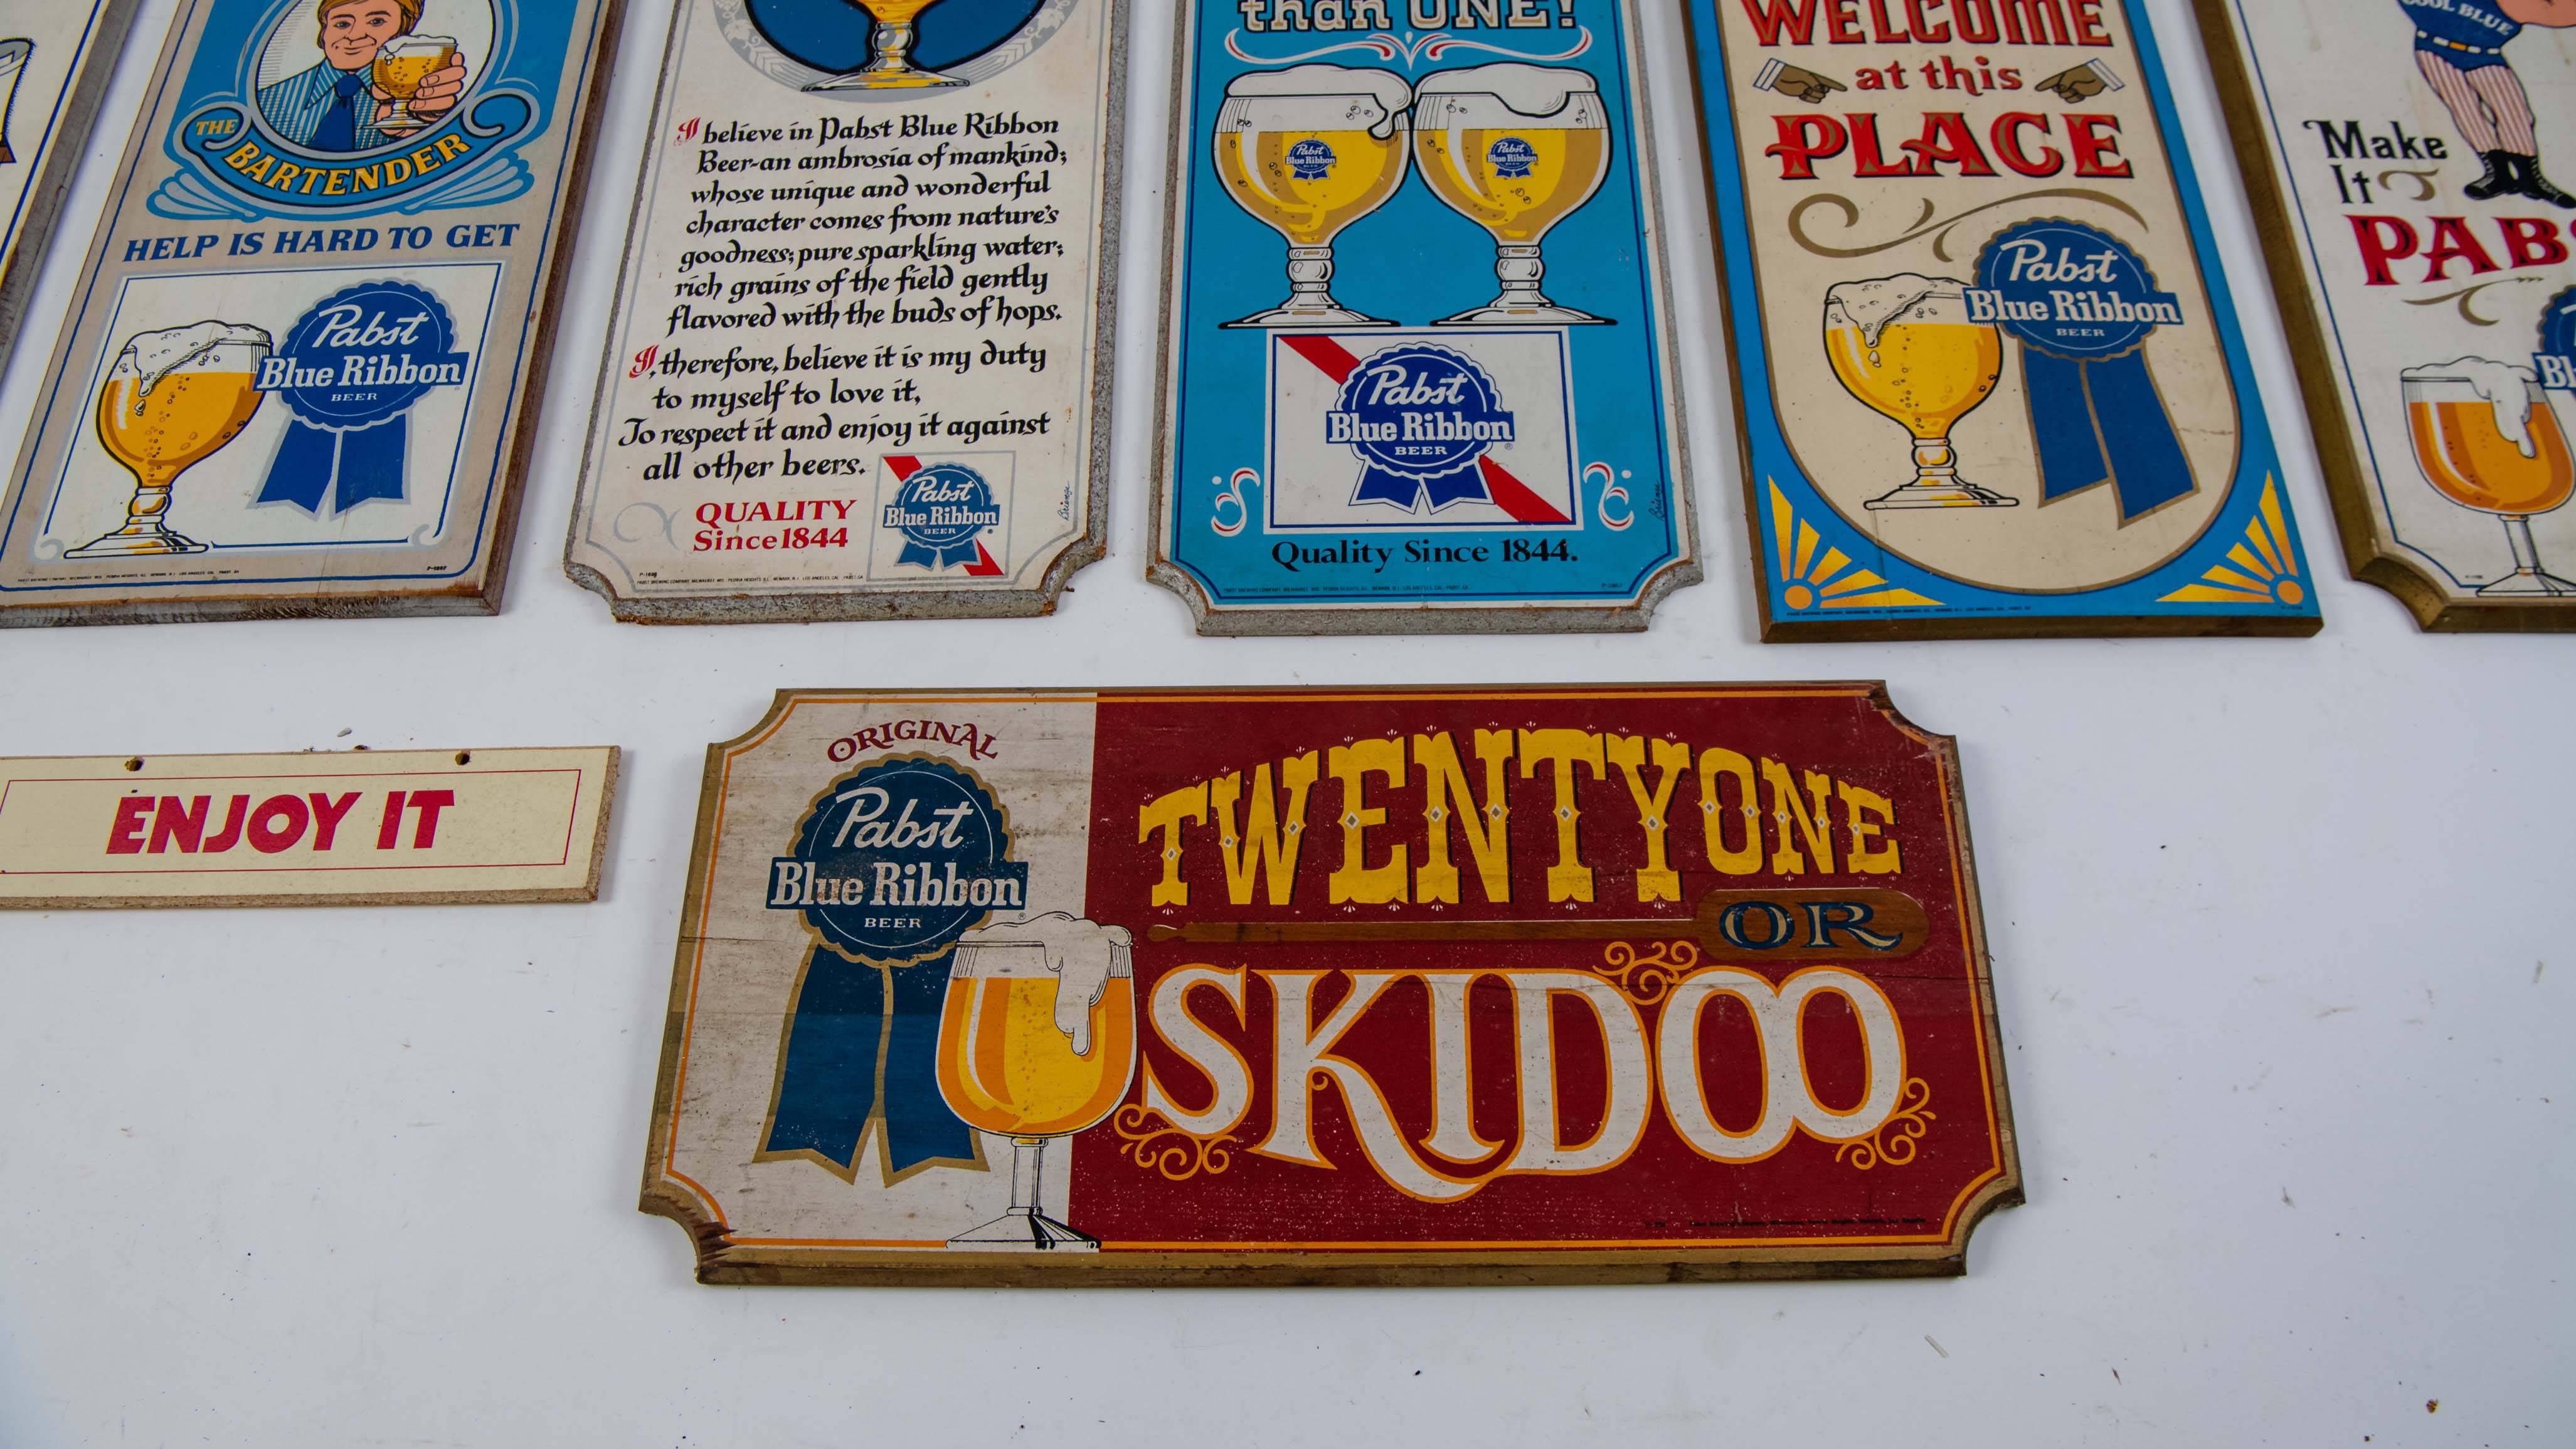 THE
BARTENDER
HELP IS HARD TO GET
Pabst
Blue Ribbon
BEER
I believe in Pabst Blue Ribbon
Beer-an ambrosia of mankind;
whose unique and wonderful
character comes from nature's
goodness; pure sparkling water;
rich grains of the field gently
flavored with the buds of hops.
I, therefore, believe it is my duty
to myself to love it,
To respect it and enjoy it against
all other beers.
QUALITY
Since 1844
Pabst
Blue Ribbon
BEER
than ONE!
Pabst
Blue Ribbon
Pabst
Blue Ribbon
Pabst
Blue Ribbon
BEER
Quality Since 1844.
WELCOME
at this
PLACE
Pabst
Blue Ribbon
BEER
COOL BLUE
Make
It
PABS
Bl
ENJOY IT
ORIGINAL
Pabst
Blue Ribbon
BEER
TWENTYONE
OR
SKIDOO